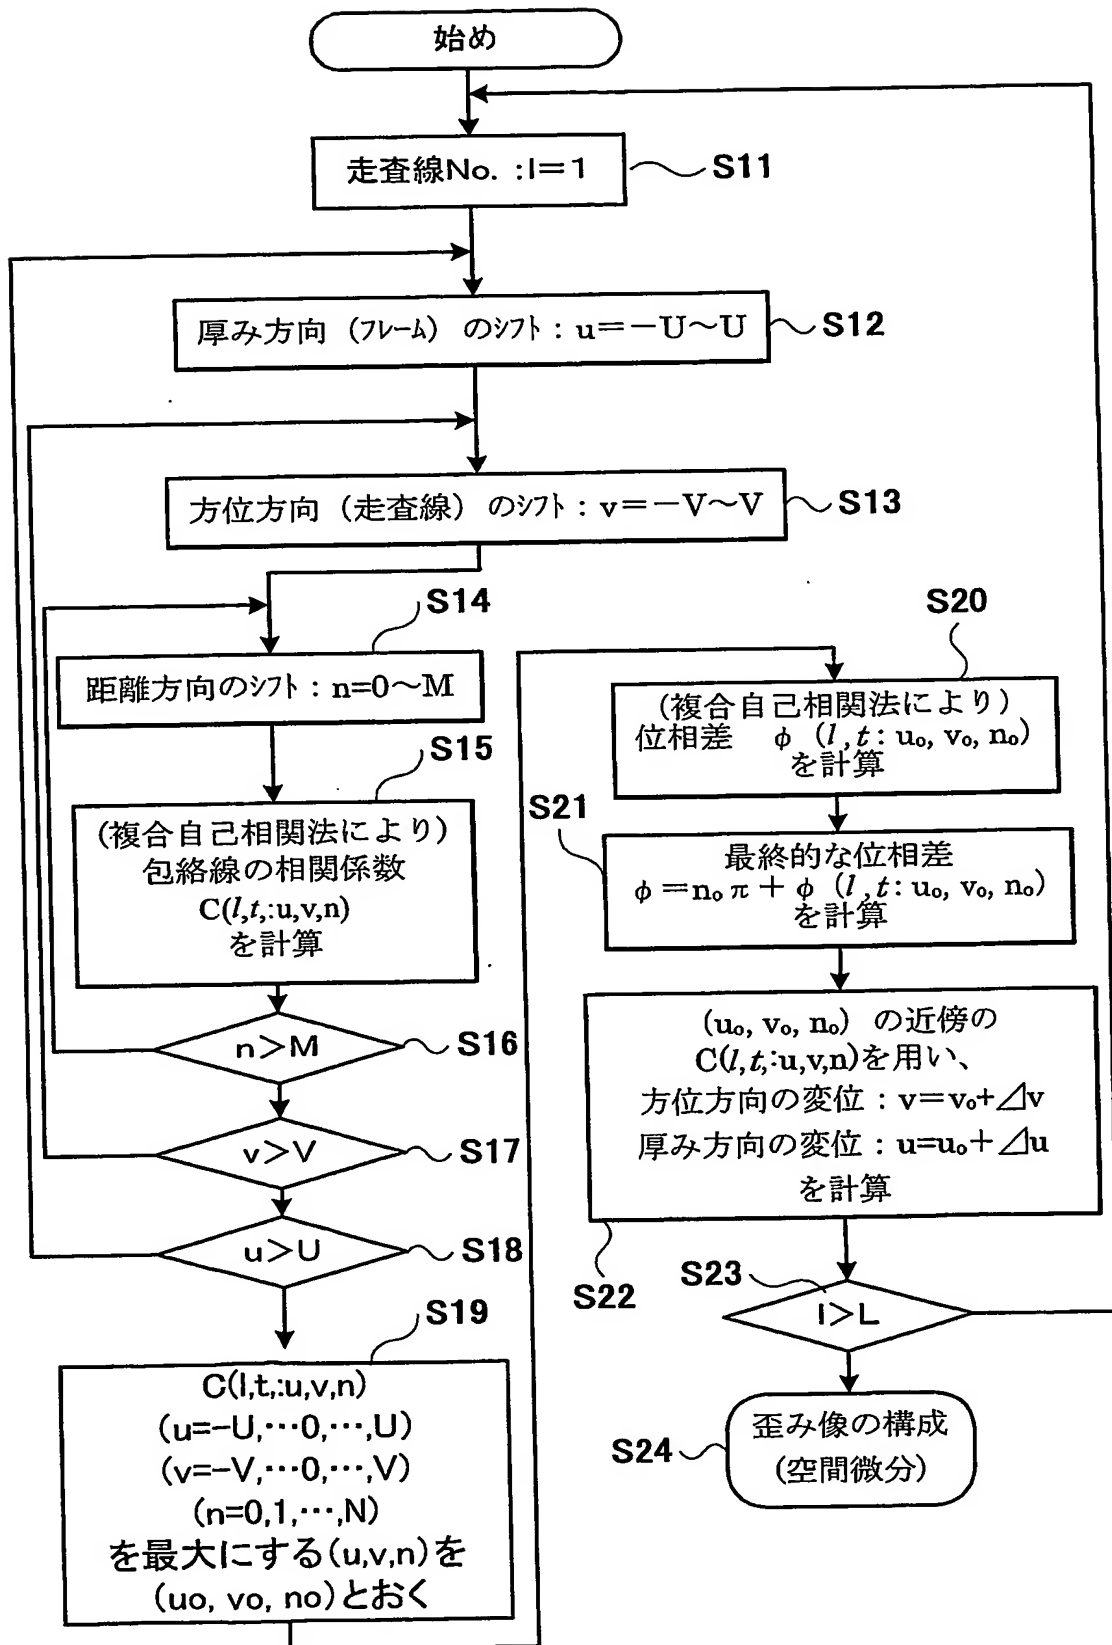 始め
走査線No. :l=1
S11
厚み方向 (フレーム) のシフト : u=-U~U
S12
方位方向 (走査線) のシフト : v=-V~V
S13
S14
距離方向のシフト : n=0~M
S15
(複合自己相関法により)
包絡線の相関係数
C(l,t,:u,v,n)
を計算
n>M
S16
v>V
S17
u>U
S18
S19
C(l,t,:u,v,n)
(u=-U,…0,…,U)
(v=-V,…0,…,V)
(n=0,1,…,N)
を最大にする(u,v,n)を
(uo, vo, no)とおく
S20
(複合自己相関法により)
位相差 φ (l,t: u₀, v₀, n₀)
を計算
S21
最終的な位相差
φ=n₀π+φ (l,t: u₀, v₀, n₀)
を計算
(u₀, v₀, n₀) の近傍の
C(l,t,:u,v,n)を用い、
方位方向の変位 : v=v₀+⊿v
厚み方向の変位 : u=u₀+⊿u
を計算
S22
S23
l>L
S24
歪み像の構成
(空間微分)